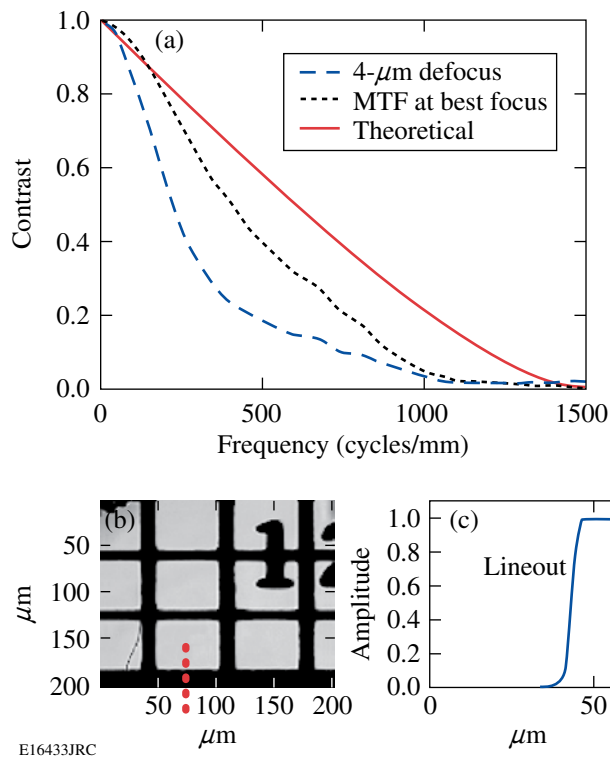 (a)
4-μm defocus
MTF at best focus
Theoretical
1.0
0.8
0.6
0.4
0.2
0.0
Contrast
0 500 1000 1500
Frequency (cycles/mm)
(b)
1 2
50
100
150
200
μm
50 100 150 200
μm
(c)
Lineout
1.0
0.8
0.6
0.4
0.2
0.0
Amplitude
0 50
μm
E16433JRC